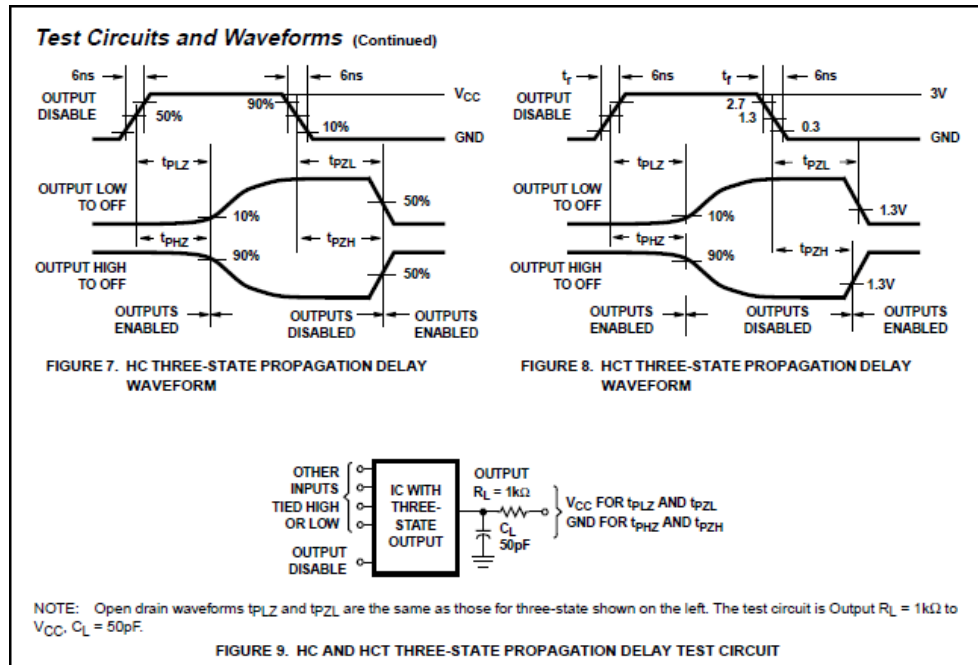 Test Circuits and Waveforms (Continued)
6ns
6ns
OUTPUT
DISABLE
50%
90%
10%
VCC
GND
tPLZ
tPZL
OUTPUT LOW
TO OFF
10%
50%
tPHZ
tPZH
OUTPUT HIGH
TO OFF
90%
50%
OUTPUTS
ENABLED
OUTPUTS
DISABLED
OUTPUTS
ENABLED
FIGURE 7. HC THREE-STATE PROPAGATION DELAY
WAVEFORM
tr
6ns
tf
6ns
OUTPUT
DISABLE
2.7
1.3
0.3
3V
GND
tPLZ
tPZL
OUTPUT LOW
TO OFF
10%
1.3V
tPHZ
tPZH
OUTPUT HIGH
TO OFF
90%
1.3V
OUTPUTS
ENABLED
OUTPUTS
DISABLED
OUTPUTS
ENABLED
FIGURE 8. HCT THREE-STATE PROPAGATION DELAY
WAVEFORM
OTHER
INPUTS
TIED HIGH
OR LOW
OUTPUT
DISABLE
IC WITH
THREE-
STATE
OUTPUT
OUTPUT
RL = 1kΩ
CL
50pF
VCC FOR tPLZ AND tPZL
GND FOR tPHZ AND tPZH
NOTE: Open drain waveforms tPLZ and tPZL are the same as those for three-state shown on the left. The test circuit is Output RL = 1kΩ to
VCC, CL = 50pF.
FIGURE 9. HC AND HCT THREE-STATE PROPAGATION DELAY TEST CIRCUIT